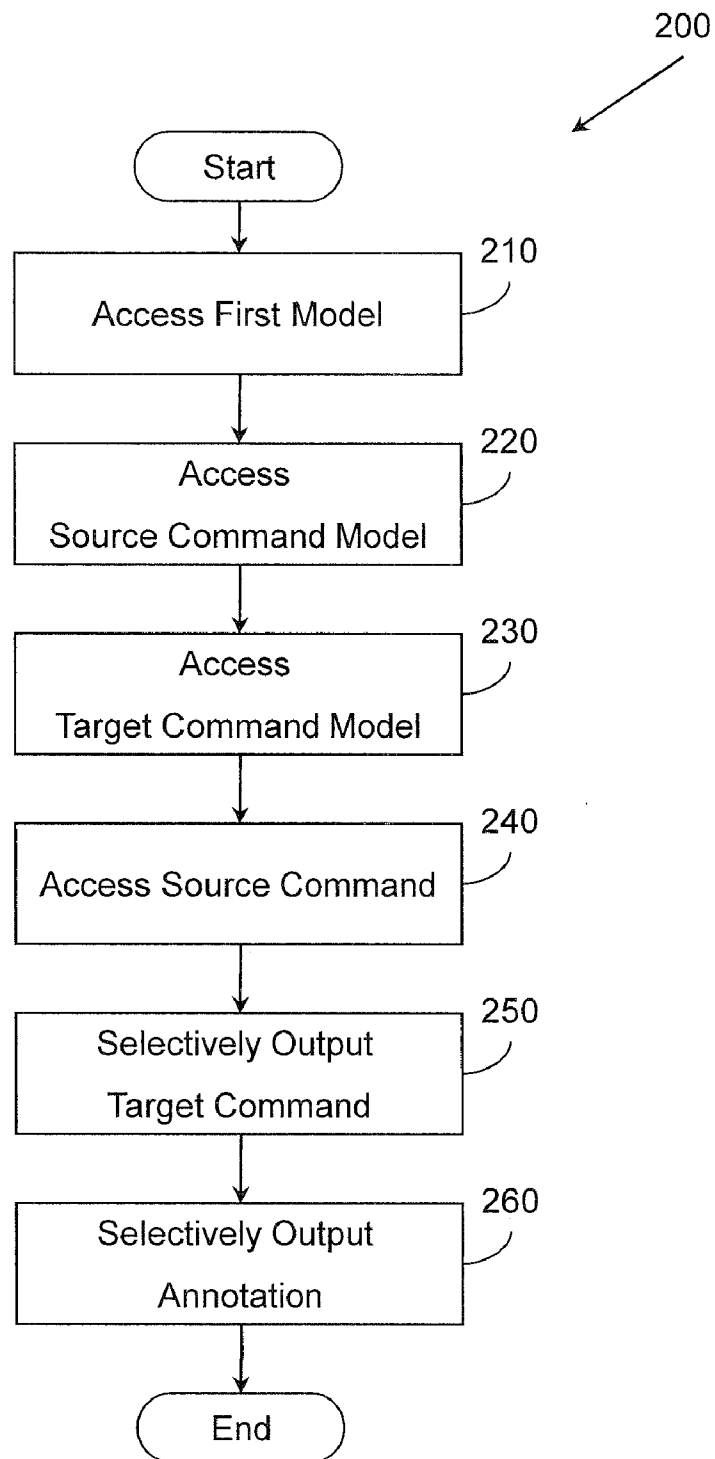 200
Start
210
Access First Model
220
Access
Source Command Model
230
Access
Target Command Model
240
Access Source Command
250
Selectively Output
Target Command
260
Selectively Output
Annotation
End